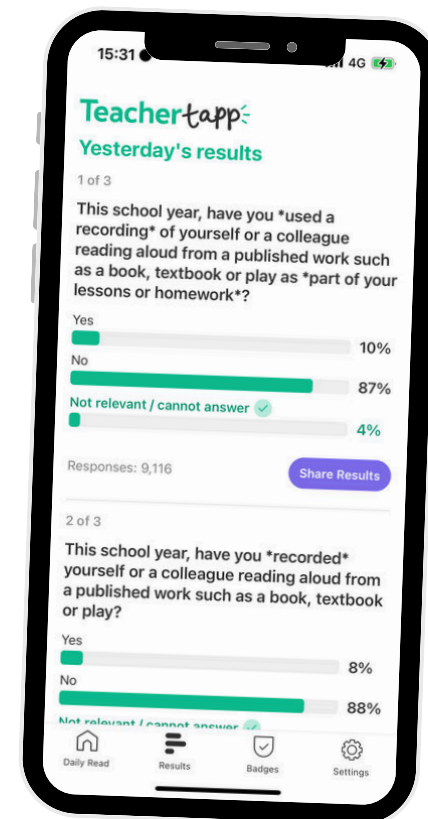 15:31
4G
Teachertapp
Yesterday's results
1 of 3
This school year, have you *used a
recording* of yourself or a colleague
reading aloud from a published work such
as a book, textbook or play as *part of your
lessons or homework*?
Yes
10%
No
87%
Not relevant / cannot answer
4%
Responses: 9,116
Share Results
2 of 3
This school year, have you *recorded*
yourself or a colleague reading aloud from
a published work such as a book, textbook
or play?
Yes
8%
No
88%
Not relevant / cannot answer
Daily Read
Results
Badges
Settings